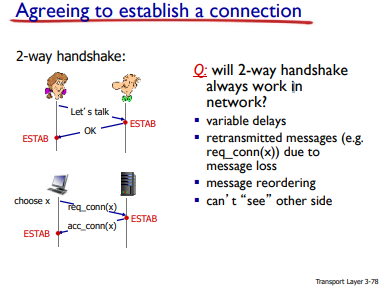 Agreeing to establish a connection
2-way handshake:
Let's talk
ESTAB
OK
ESTAB
choose x
req_conn(x)
ESTAB
acc_conn(x)
ESTAB
Q: will 2-way handshake
always work in
network?
▪ variable delays
▪ retransmitted messages (e.g.
req_conn(x)) due to
message loss
▪ message reordering
▪ can't “see” other side
Transport Layer 3-78